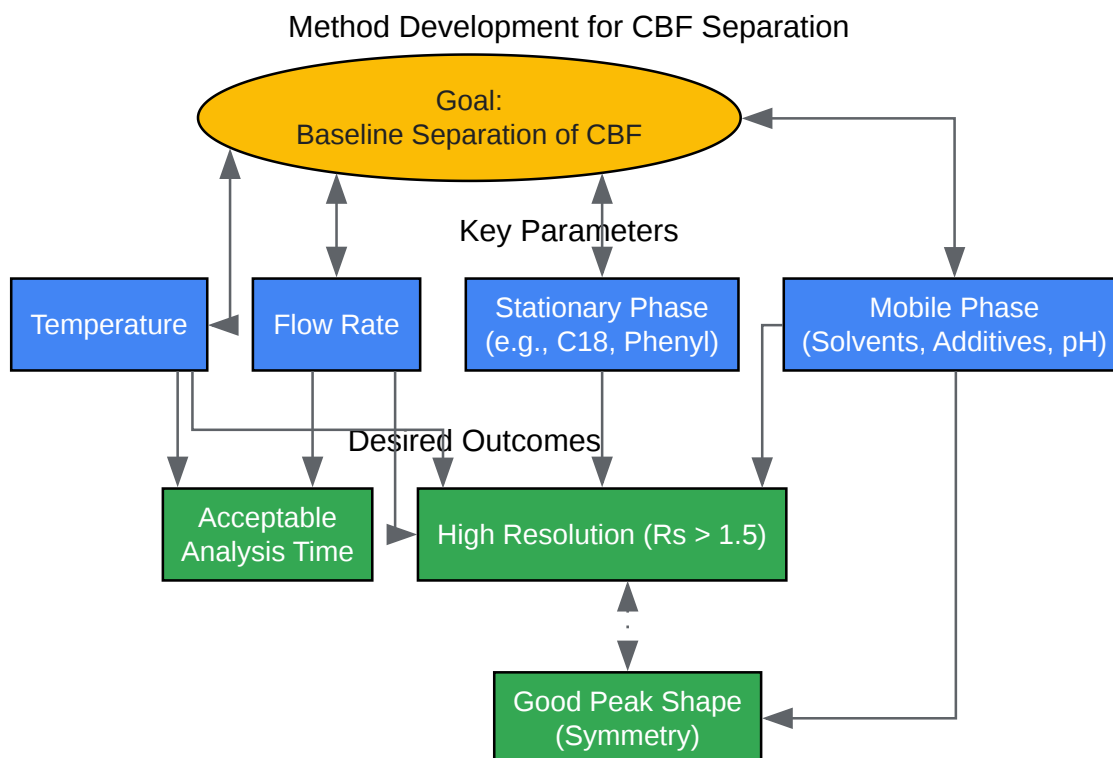 Method Development for CBF Separation
Goal:
Baseline Separation of CBF
Key Parameters
Temperature
Flow Rate
Stationary Phase
(e.g., C18, Phenyl)
Mobile Phase
(Solvents, Additives, pH)
Desired Outcomes
Acceptable
Analysis Time
High Resolution (Rs > 1.5)
Good Peak Shape
(Symmetry)